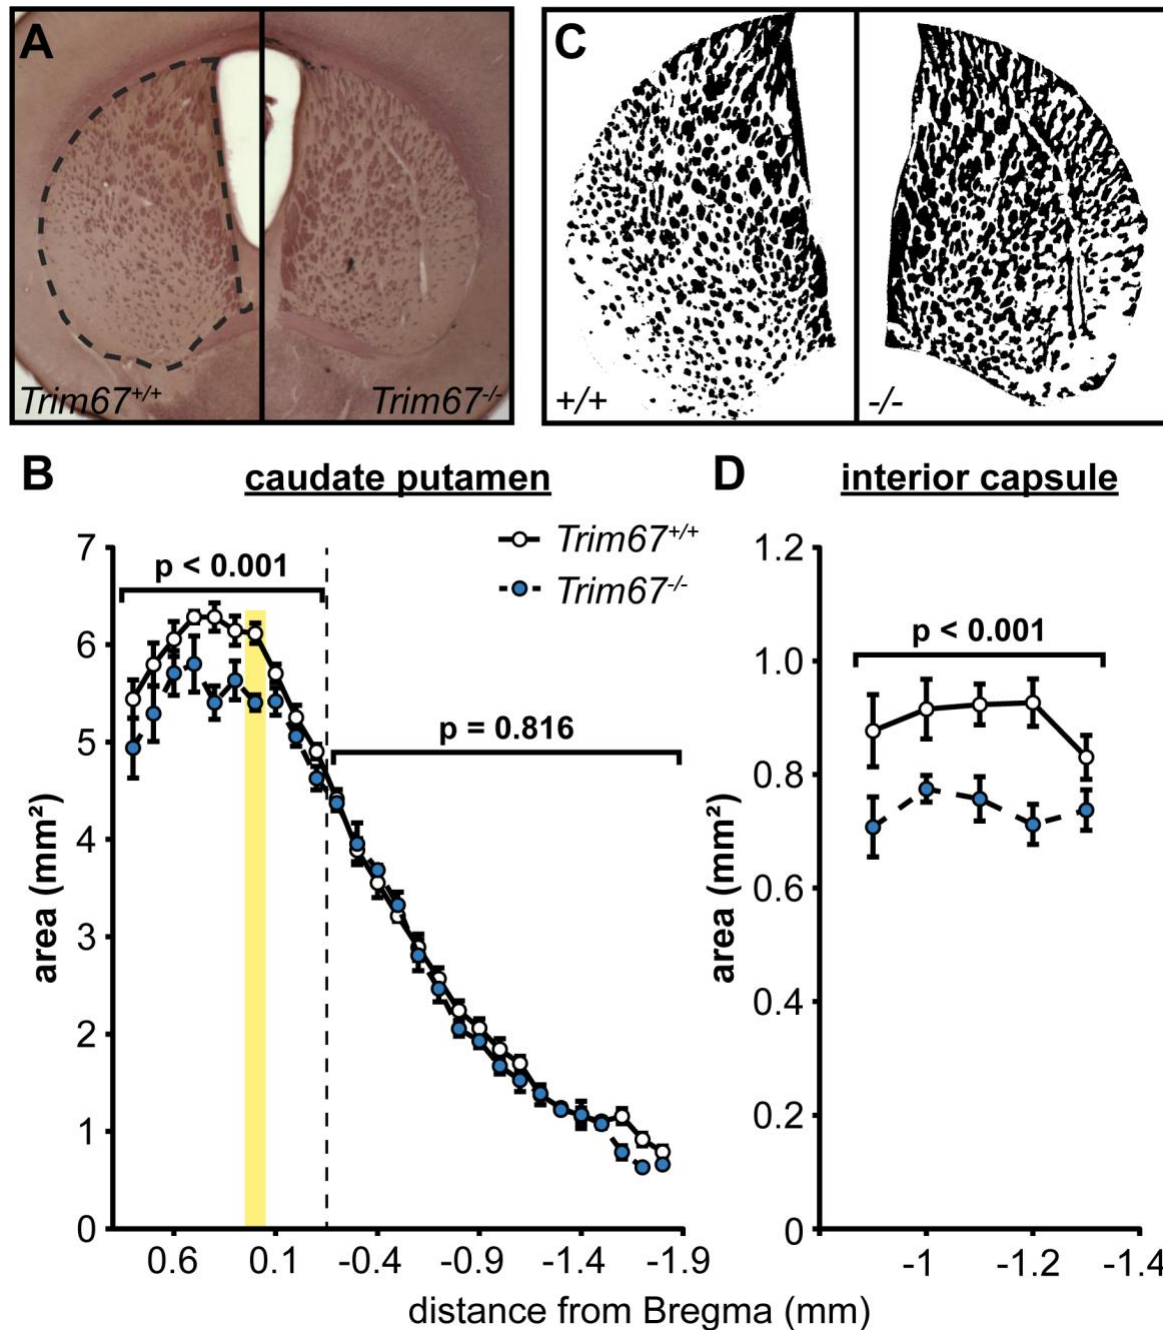 A
C
Trim67+/+
Trim67-/-
+/+
-/-
B
caudate putamen
D
interior capsule
Trim67+/+
Trim67-/-
p < 0.001
p = 0.816
p < 0.001
7
6
5
4
3
2
1
0
area (mm²)
0.6 0.1 -0.4 -0.9 -1.4 -1.9
1.2
1.0
0.8
0.6
0.4
0.2
0
area (mm²)
-1 -1.2 -1.4
distance from Bregma (mm)